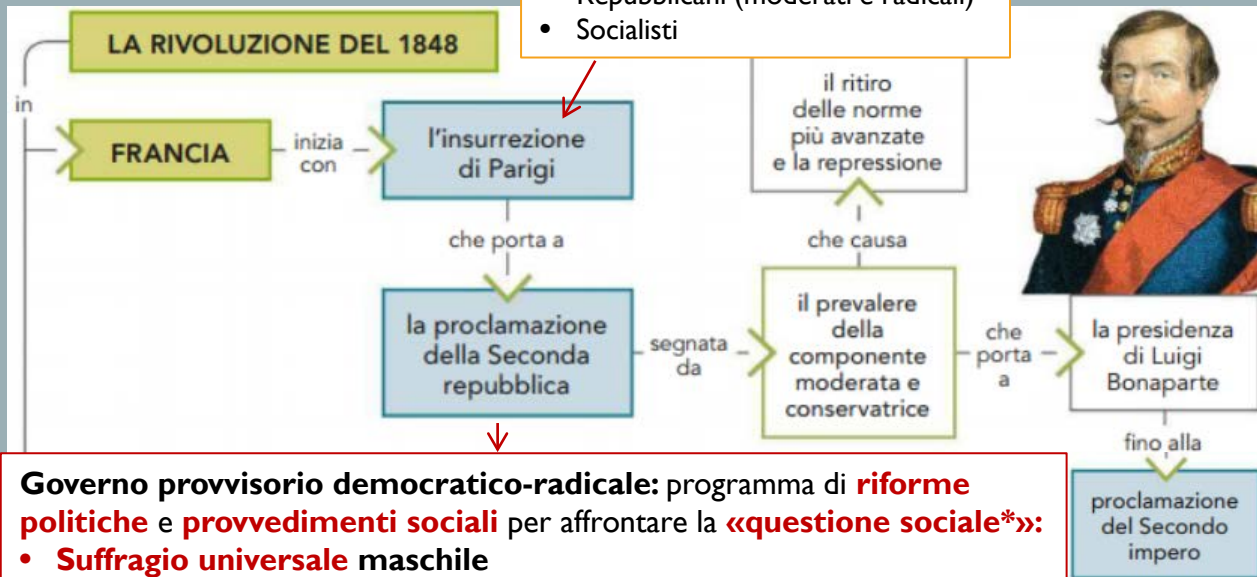 Repubblicani (moderati e radicali)
• Socialisti
LA RIVOLUZIONE DEL 1848
in
FRANCIA
inizia
con
l'insurrezione
di Parigi
il ritiro
delle norme
più avanzate
e la repressione
che porta a
che causa
la proclamazione
della Seconda
repubblica
segnata
da
il prevalere
della
componente
moderata e
conservatrice
che
porta
a
la presidenza
di Luigi
Bonaparte
fino alla
proclamazione
del Secondo
impero
Governo provvisorio democratico-radicale: programma di riforme
politiche e provvedimenti sociali per affrontare la «questione sociale*»:
• Suffragio universale maschile